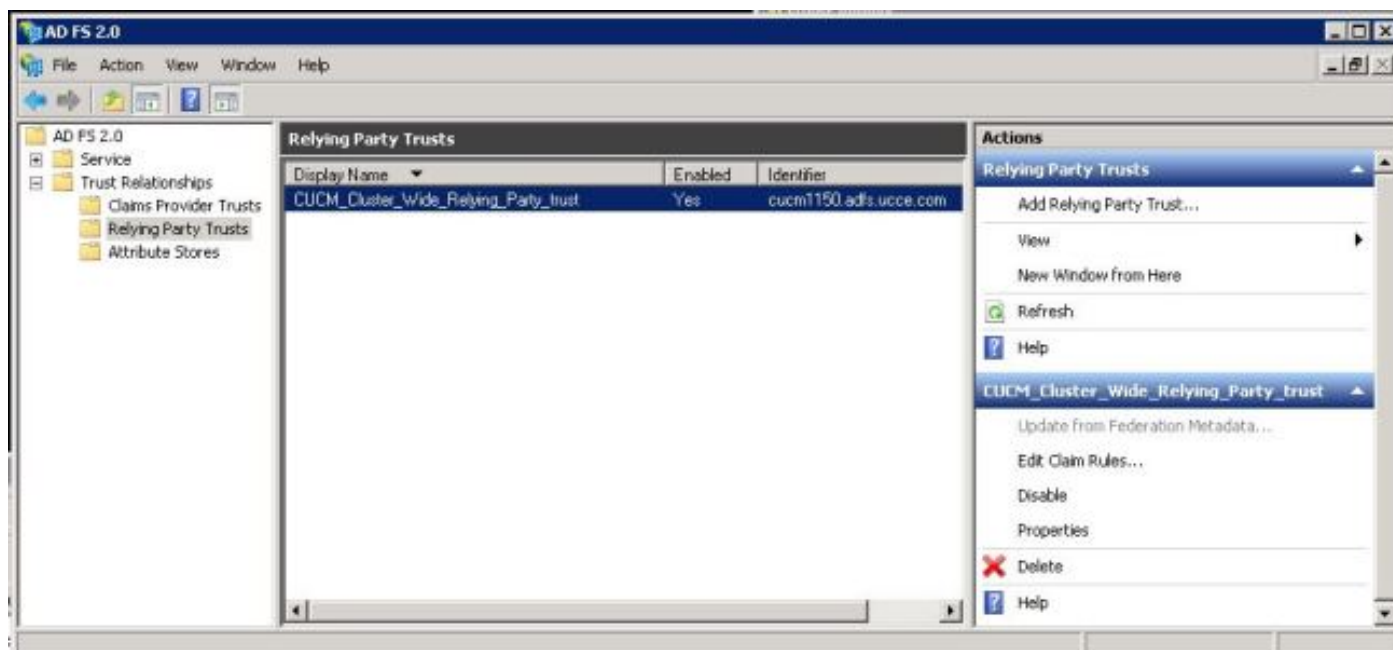 AD FS 2.0
File Action View Window Help
AD FS 2.0
Service
Trust Relationships
Claims Provider Trusts
Relying Party Trusts
Attribute Stores
Relying Party Trusts
Display Name Enabled Identifier
CUCM_Cluster_Wide_Relying_Party_trust Yes cucm1150.adfs.ucce.com
Actions
Relying Party Trusts
Add Relying Party Trust...
View
New Window from Here
Refresh
Help
CUCM_Cluster_Wide_Relying_Party_trust
Update from Federation Metadata...
Edit Claim Rules...
Disable
Properties
Delete
Help